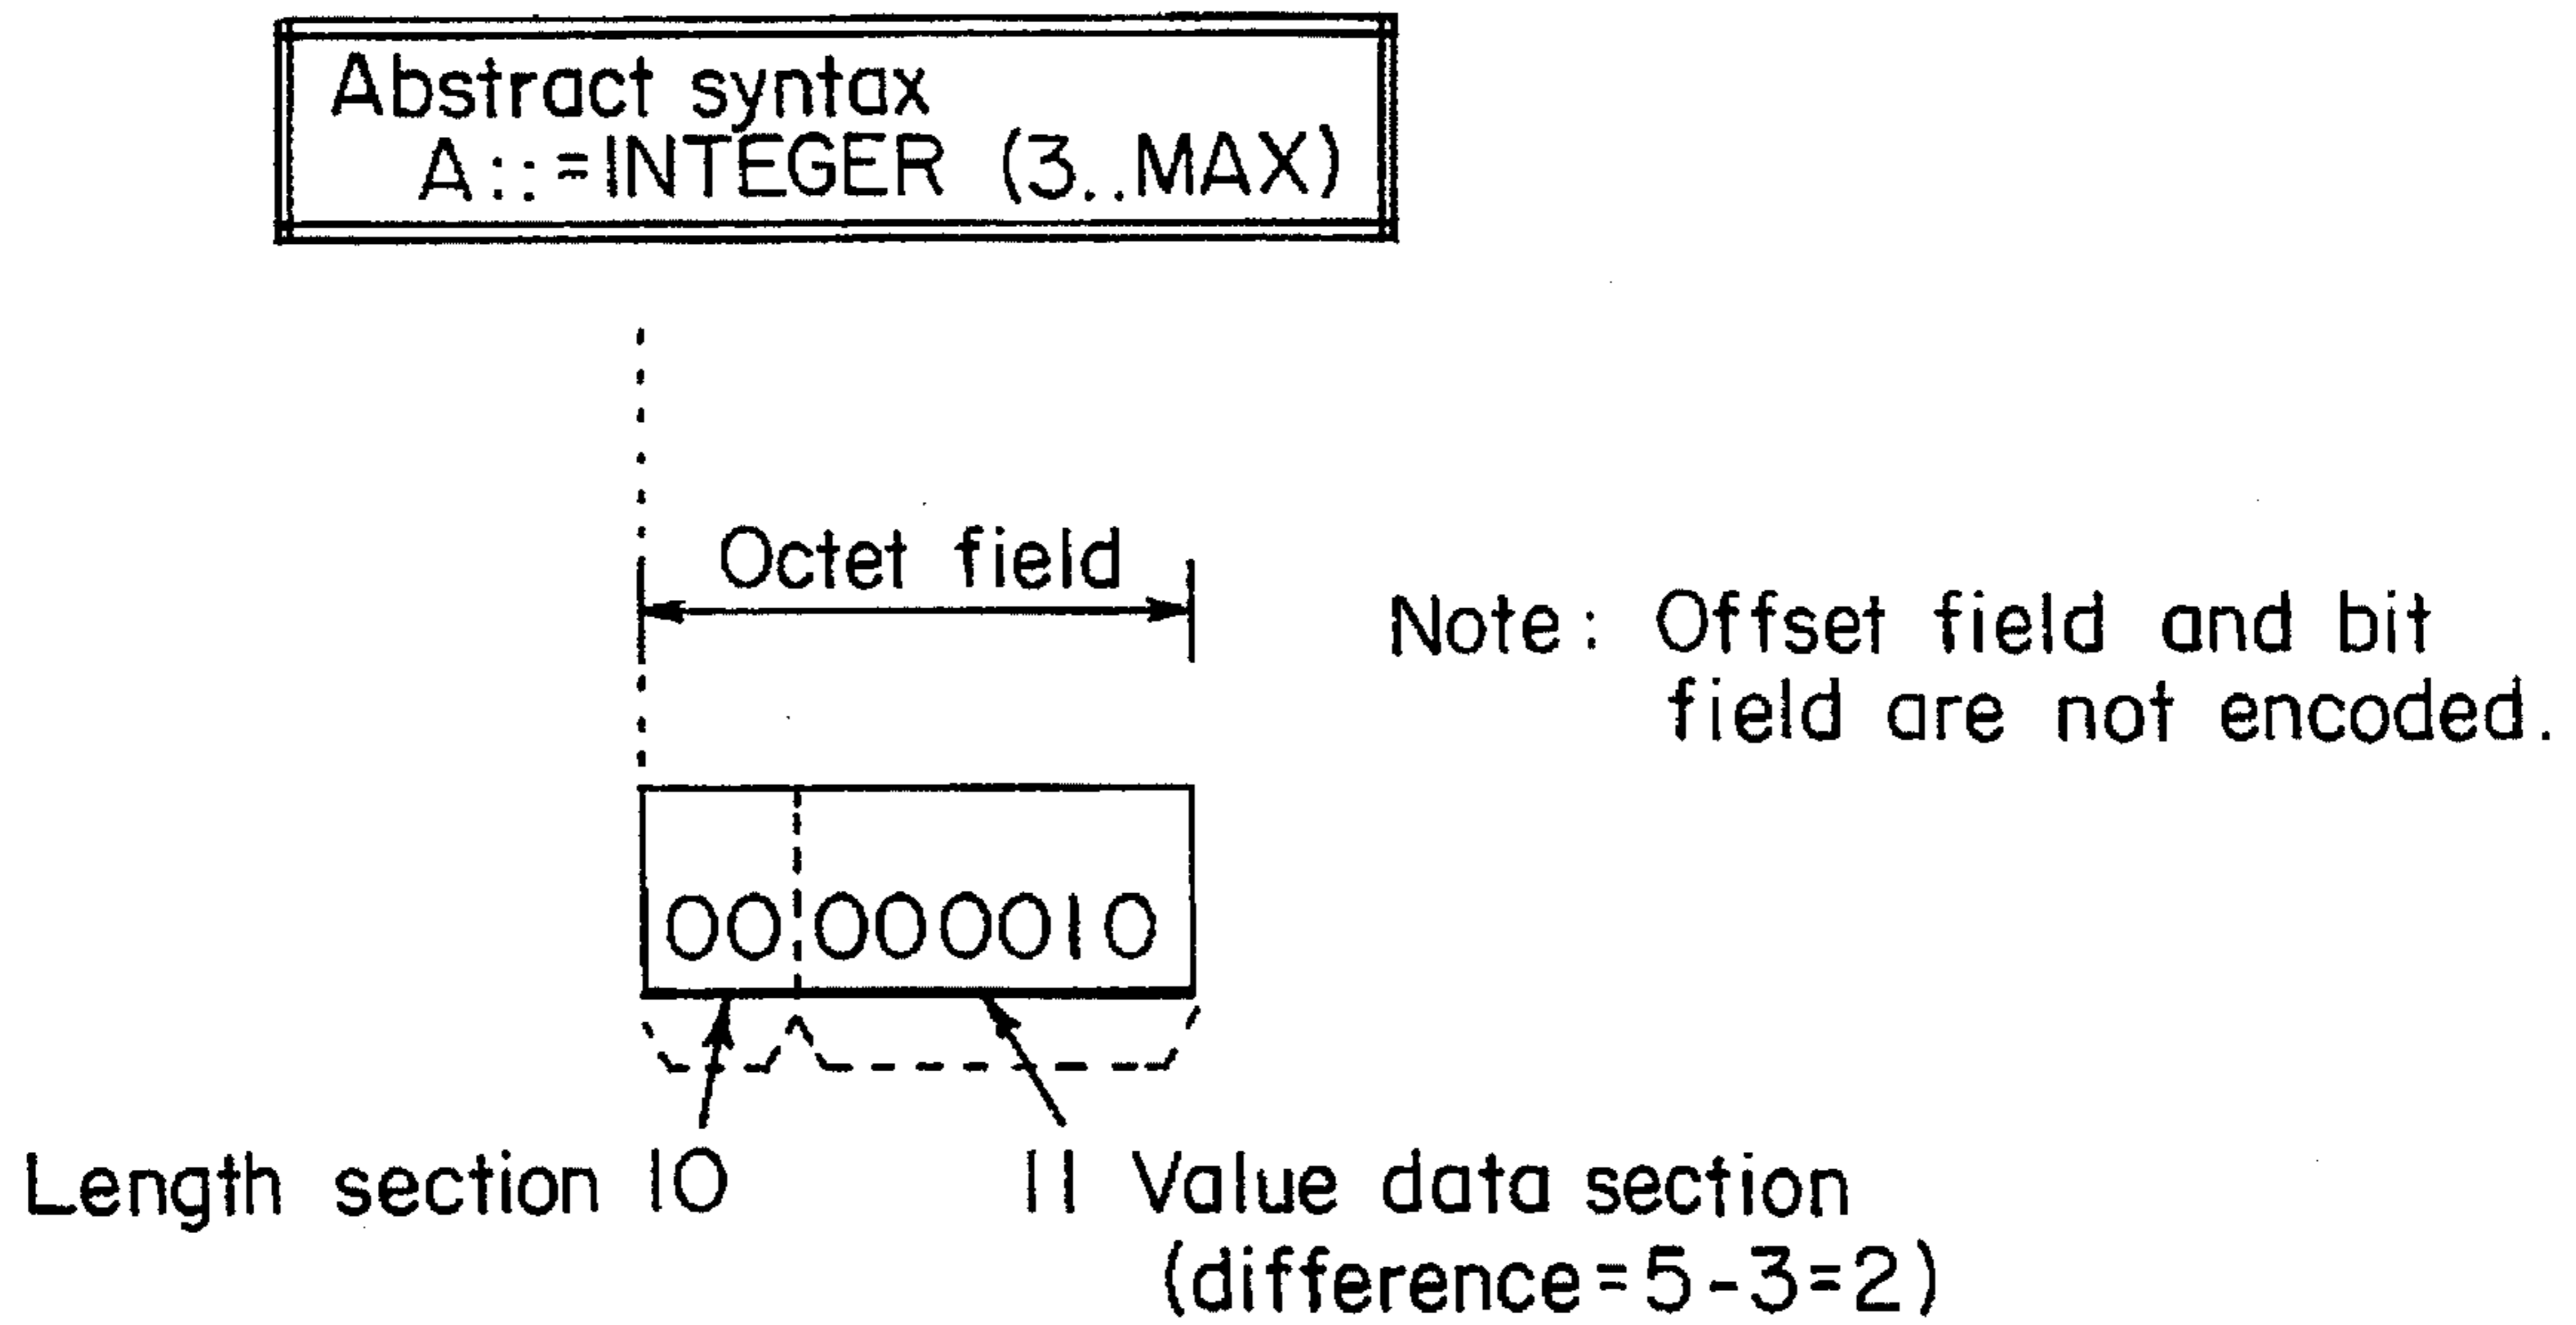 Abstract syntax
A::=INTEGER (3..MAX)
Octet field
Note: Offset field and bit
field are not encoded.
00 000010
Length section 10
11 Value data section
(difference=5-3=2)